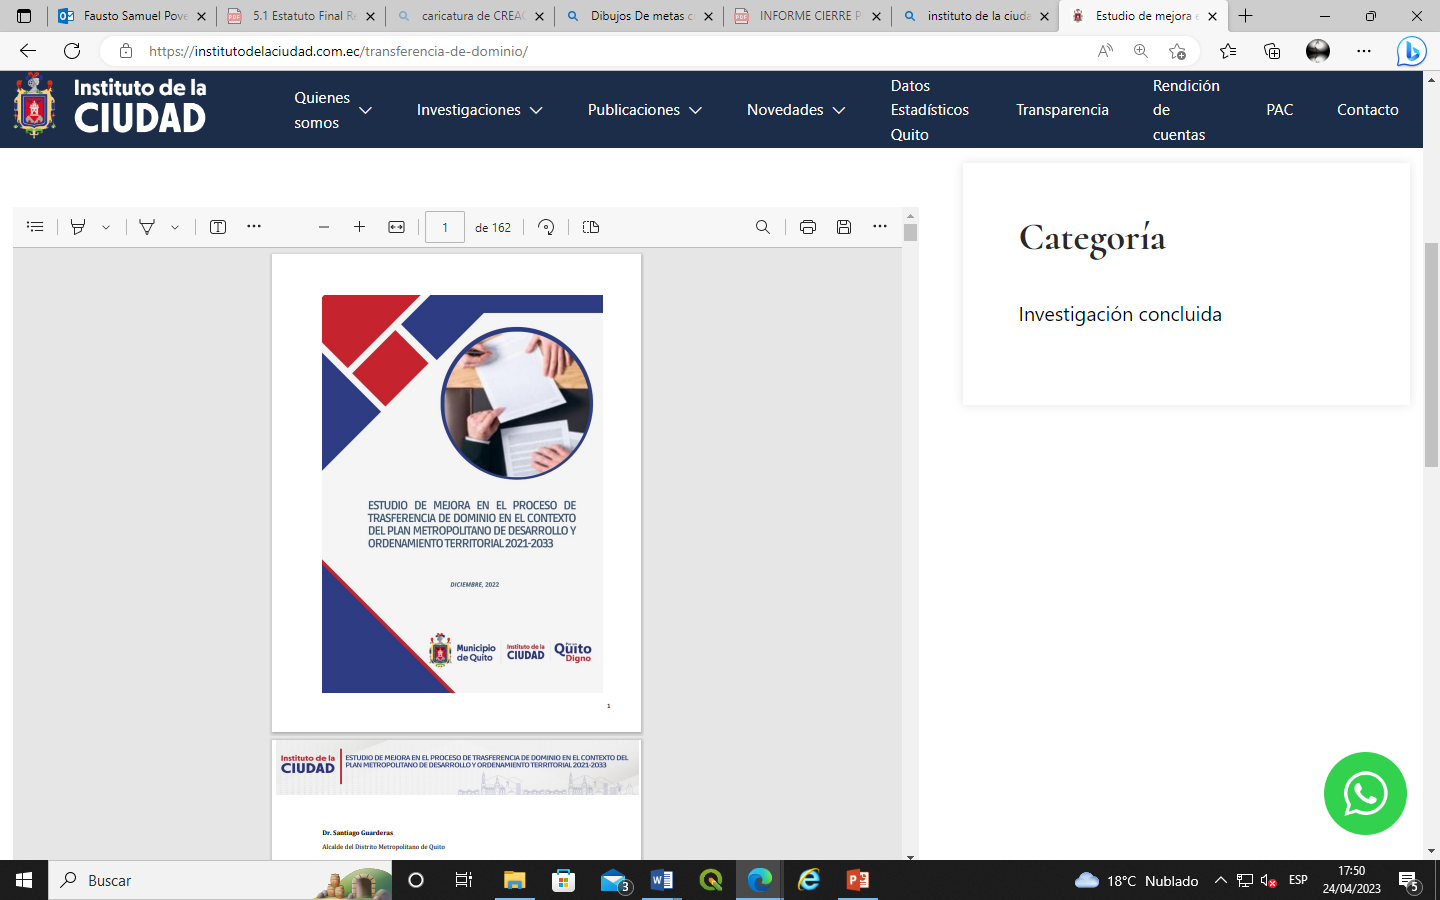 Fausto Samuel Pove
5.1 Estatuto Final Re
caricatura de CREAC
Dibujos De metas c
INFORME CIERRE P
instituto de la ciuda
Estudio de mejora e
https://institutodelaciudad.com.ec/transferencia-de-dominio/
Instituto de la
CIUDAD
Quienes
somos
Investigaciones
Publicaciones
Novedades
Datos
Estadísticos
Quito
Transparencia
Rendición
de
cuentas
PAC
Contacto
1 de 162
Categoría
Investigación concluida
ESTUDIO DE MEJORA EN EL PROCESO DE
TRASFERENCIA DE DOMINIO EN EL CONTEXTO
DEL PLAN METROPOLITANO DE DESARROLLO Y
ORDENAMIENTO TERRITORIAL 2021-2033
DICIEMBRE, 2022
Municipio
de Quito
Instituto de la
CIUDAD
Quito
Digno
1
Instituto de la
CIUDAD
ESTUDIO DE MEJORA EN EL PROCESO DE TRASFERENCIA DE DOMINIO EN EL CONTEXTO DEL
PLAN METROPOLITANO DE DESARROLLO Y ORDENAMIENTO TERRITORIAL 2021-2033
Dr. Santiago Guarderas
Alcalde del Distrito Metropolitano de Quito
Buscar
3
18°C Nublado
ESP
17:50
24/04/2023
5